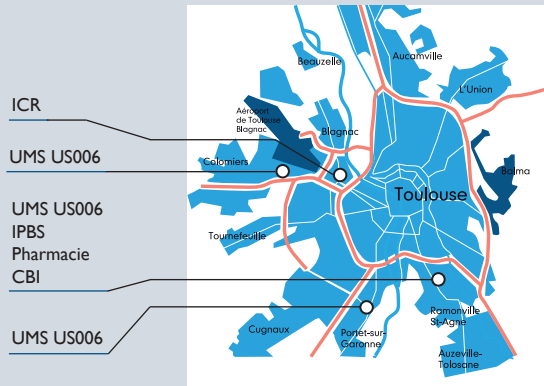 ICR
UMS US006
UMS US006
IPBS
Pharmacie
CBI
UMS US006
Beauzelle
Aucamville
L'Union
Aéroport
de Toulouse
Blagnac
Blagnac
Colomiers
Balma
Toulouse
Tournefeuille
Ramonville
St-Agne
Cugnaux
Portet-sur-
Garonne
Auzeville-
Tolosane